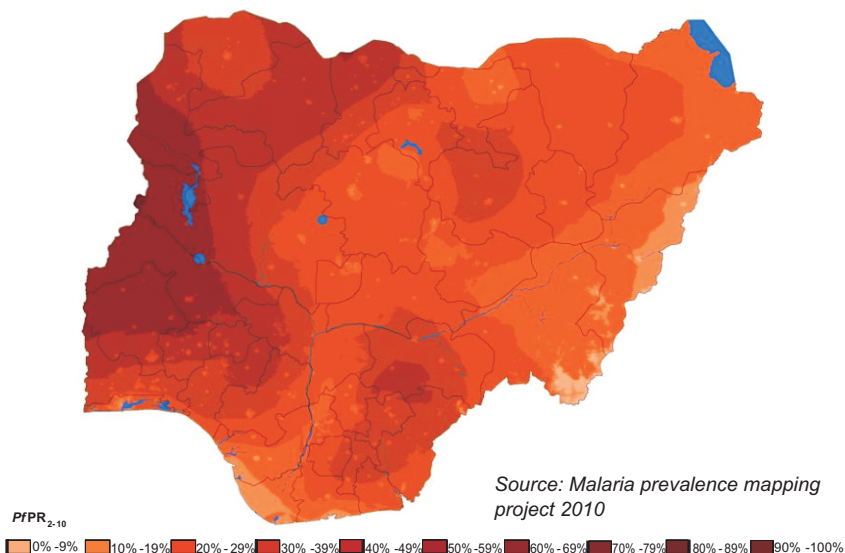 Source: Malaria prevalence mapping
project 2010
PfPR2-10
0% -9% 10% -19% 20% - 29% 30% -39% 40% -49% 50% -59% 60% - 69% 70% -79% 80% - 89% 90% -100%